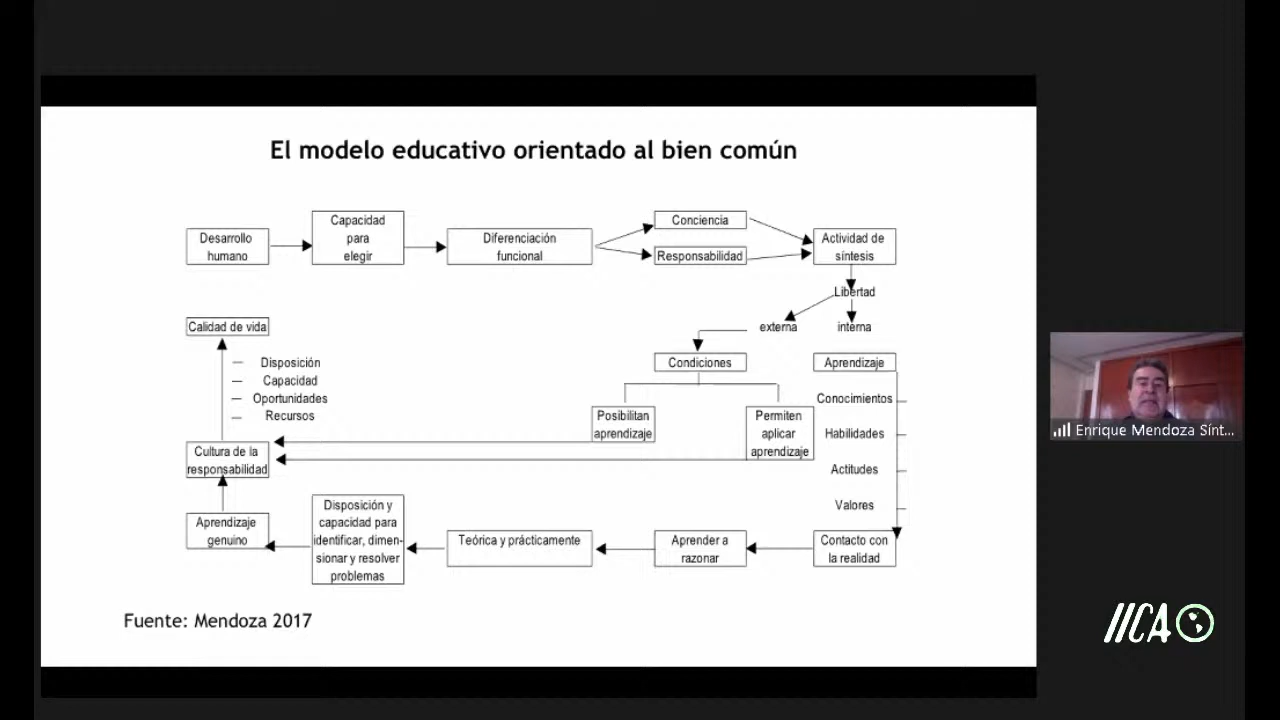 El modelo educativo orientado al bien común
Desarrollo
humano
Capacidad
para
elegir
Diferenciación
funcional
Conciencia
Responsabilidad
Actividad de
síntesis
Libertad
externa
interna
Calidad de vida
Disposición
Capacidad
Oportunidades
Recursos
Condiciones
Aprendizaje
Posibilitan
aprendizaje
Permiten
aplicar
aprendizaje
Conocimientos
Habilidades
Actitudes
Valores
Cultura de la
responsabilidad
Aprendizaje
genuino
Disposición y
capacidad para
identificar, dimen-
sionar y resolver
problemas
Teórica y prácticamente
Aprender a
razonar
Contacto con
la realidad
Fuente: Mendoza 2017
Enrique Mendoza Sínt...
IICA